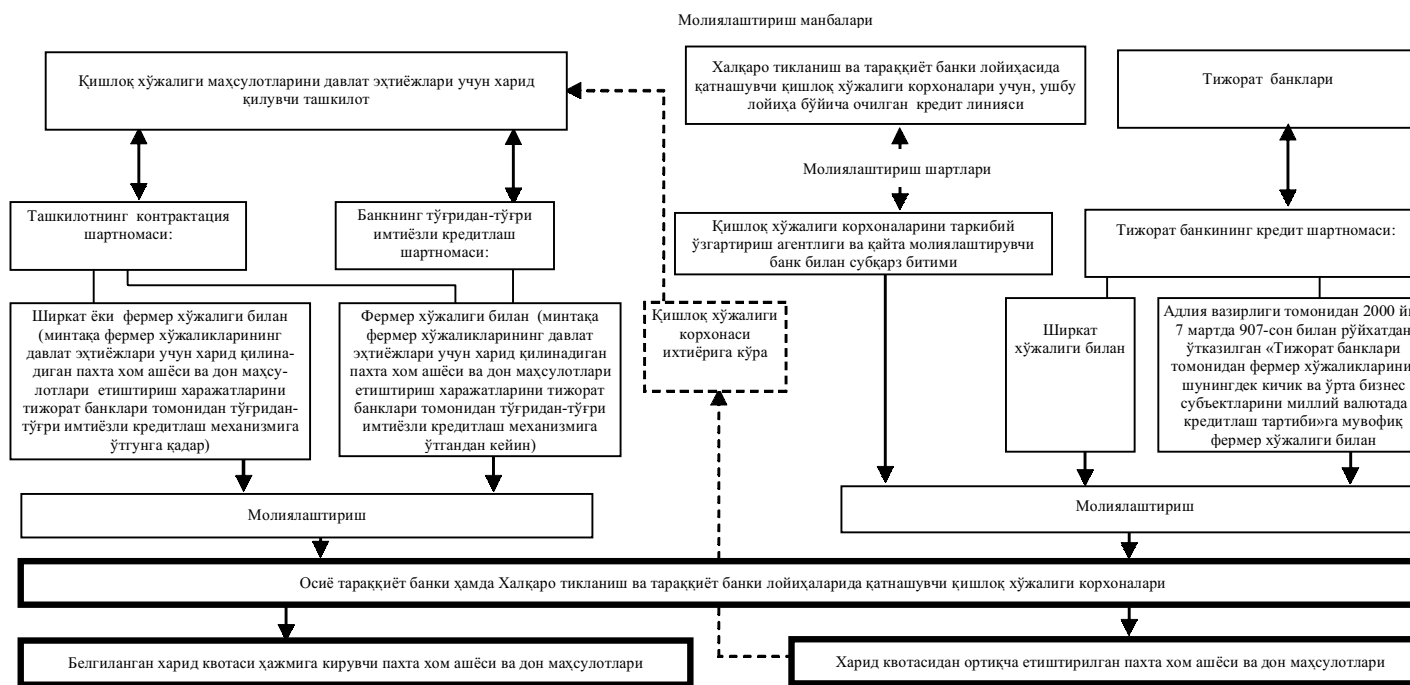 Молиялаштириш манбалари
Қишлоқ хўжалиги маҳсулотларини давлат эҳтиёжлари учун харид
қилувчи ташкилот
Халқаро тикланиш ва тараққиёт банки лойиҳасида
қатнашувчи қишлоқ хўжалиги корхоналари учун, ушбу
лойиҳа бўйича очилган кредит линияси
Тижорат банклари
Молиялаштириш шартлари
Ташкилотнинг контрактация
шартномаси:
Банкнинг тўғридан-тўғри
имтиёзли кредитлаш
шартномаси:
Қишлоқ хўжалиги корхоналарини таркибий
ўзгартириш агентлиги ва қайта молиялаштирувчи
банк билан субқарз битими
Тижорат банкининг кредит шартномаси:
Ширкат ёки фермер хўжалиги билан
(минтақа фермер хўжаликларининг
давлат эҳтиёжлари учун харид қилина-
диган пахта хом ашёси ва дон маҳсу-
лотлари етиштириш харажатларини
тижорат банклари томонидан тўғридан-
тўғри имтиёзли кредитлаш механизмига
ўтгунга қадар)
Фермер хўжалиги билан (минтақа
фермер хўжаликларининг давлат
эҳтиёжлари учун харид қилинадиган
пахта хом ашёси ва дон маҳсулотлари
етиштириш харажатларини тижорат
банклари томонидан тўғридан-тўғри
имтиёзли кредитлаш механизмига
ўтгандан кейин)
Қишлоқ хўжалиги
корхонаси
ихтиёрига кўра
Ширкат
хўжалиги билан
Адлия вазирлиги томонидан 2000 йи
7 мартда 907-сон билан рўйхатдан
ўтказилган «Тижорат банклари
томонидан фермер хўжаликларини
шунингдек кичик ва ўрта бизнес
субъектларини миллий валютада
кредитлаш тартиби»га мувофиқ
фермер хўжалиги билан
Молиялаштириш
Молиялаштириш
Осиё тараққиёт банки ҳамда Халқаро тикланиш ва тараққиёт банки лойиҳаларида қатнашувчи қишлоқ хўжалиги корхоналари
Белгиланган харид квотаси ҳажмига кирувчи пахта хом ашёси ва дон маҳсулотлари
Харид квотасидан ортиқча етиштирилган пахта хом ашёси ва дон маҳсулотлари